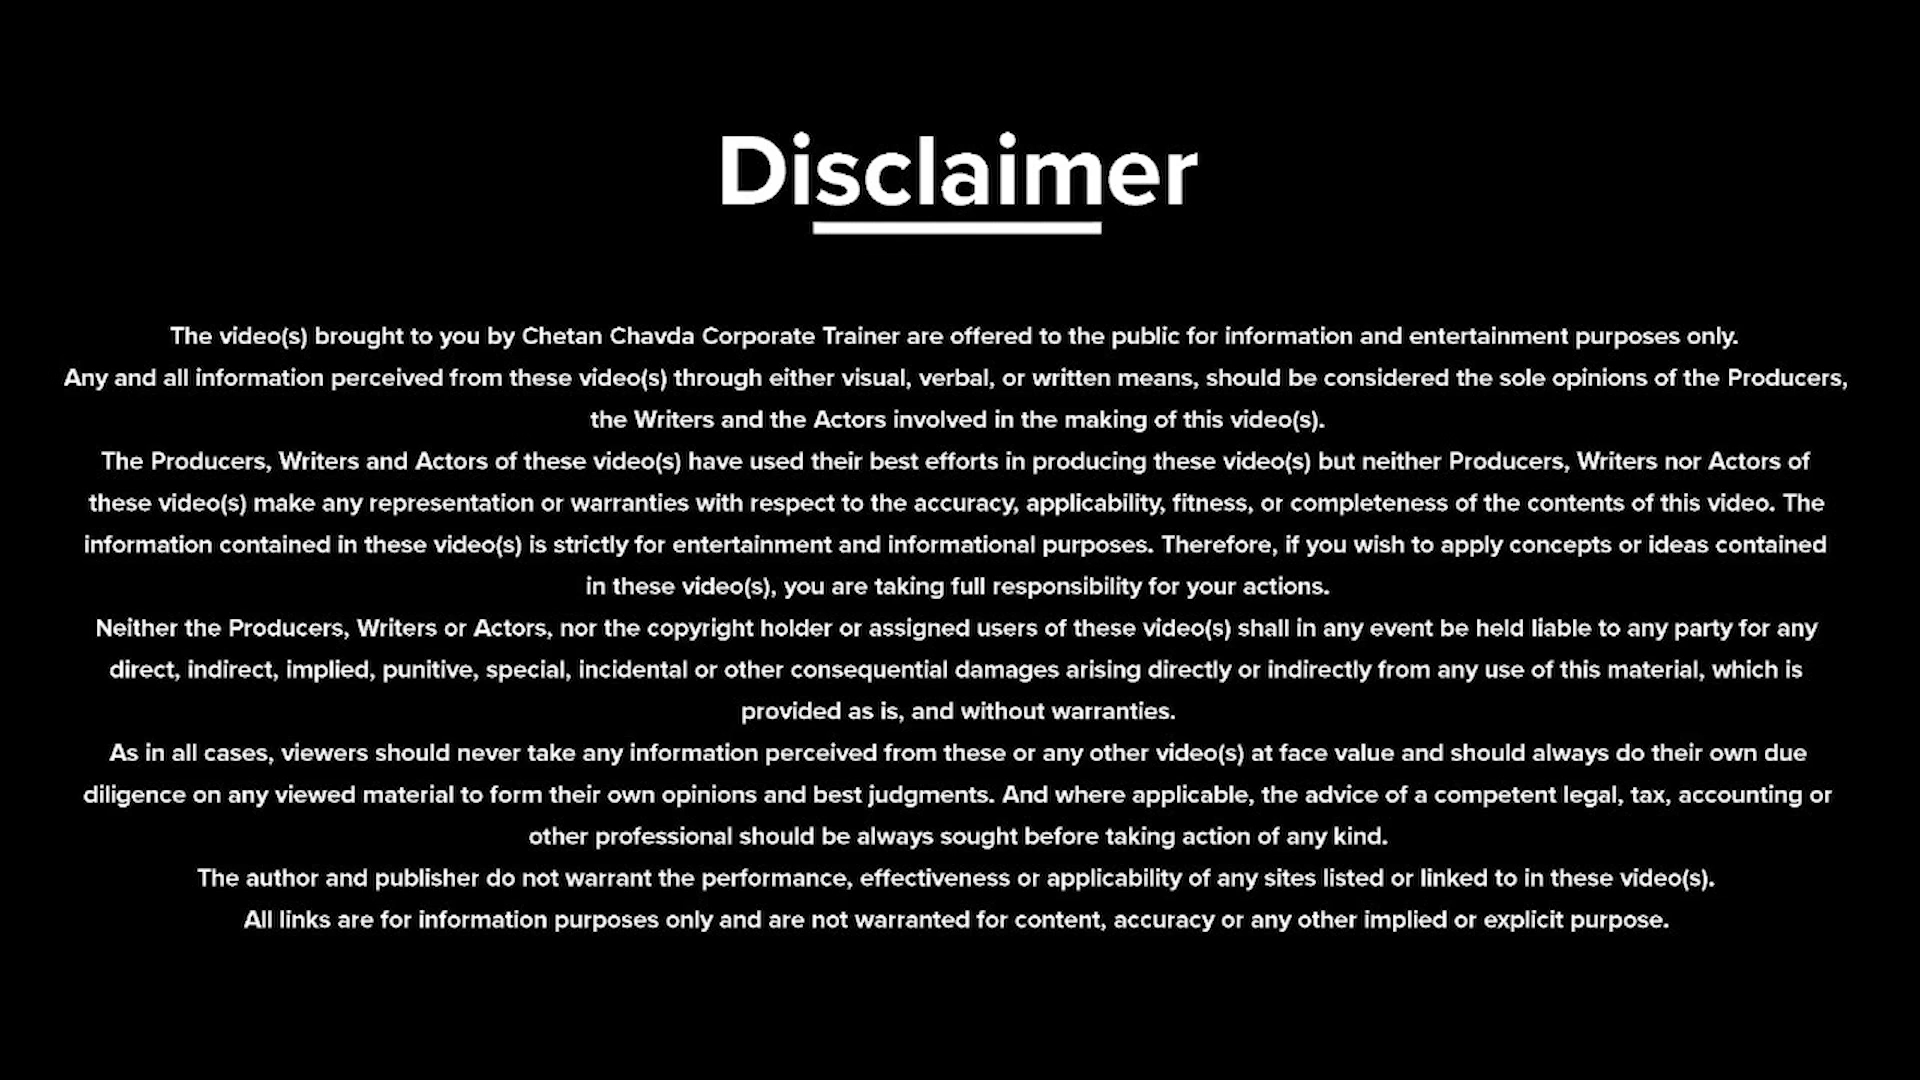 Disclaimer
The video(s) brought to you by Chetan Chavda Corporate Trainer are offered to the public for information and entertainment purposes only.
Any and all information perceived from these video(s) through either visual, verbal, or written means, should be considered the sole opinions of the Producers,
the Writers and the Actors involved in the making of this video(s).
The Producers, Writers and Actors of these video(s) have used their best efforts in producing these video(s) but neither Producers, Writers nor Actors of
these video(s) make any representation or warranties with respect to the accuracy, applicability, fitness, or completeness of the contents of this video. The
information contained in these video(s) is strictly for entertainment and informational purposes. Therefore, if you wish to apply concepts or ideas contained
in these video(s), you are taking full responsibility for your actions.
Neither the Producers, Writers or Actors, nor the copyright holder or assigned users of these video(s) shall in any event be held liable to any party for any
direct, indirect, implied, punitive, special, incidental or other consequential damages arising directly or indirectly from any use of this material, which is
provided as is, and without warranties.
As in all cases, viewers should never take any information perceived from these or any other video(s) at face value and should always do their own due
diligence on any viewed material to form their own opinions and best judgments. And where applicable, the advice of a competent legal, tax, accounting or
other professional should be always sought before taking action of any kind.
The author and publisher do not warrant the performance, effectiveness or applicability of any sites listed or linked to in these video(s).
All links are for information purposes only and are not warranted for content, accuracy or any other implied or explicit purpose.